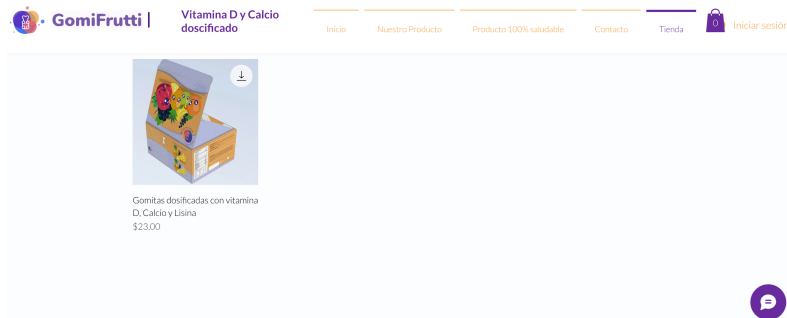 GomiFrutti |
Vitamina D y Calcio
doscificado
Inicio
Nuestro Producto
Producto 100% saludable
Contacto
Tienda
0
Iniciar sesión
Gomitas dosificadas con vitamina
D, Calcio y Lisina
$23,00